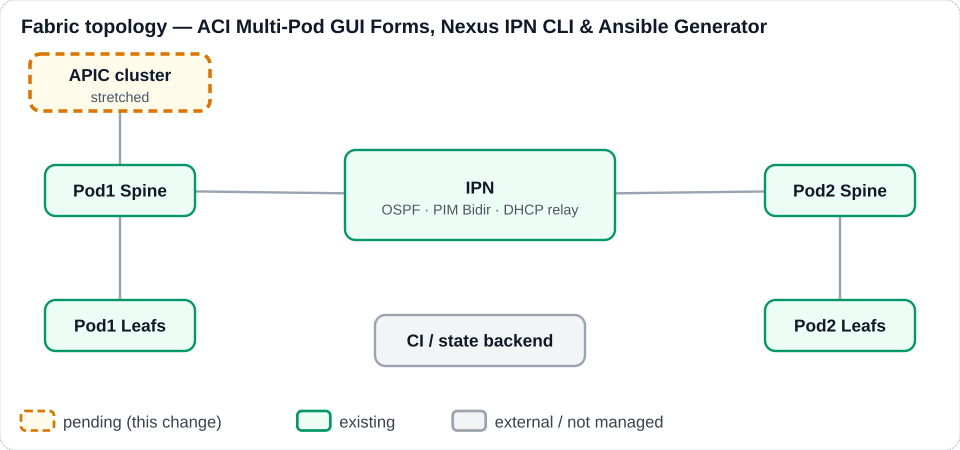 Fabric topology — ACI Multi-Pod GUI Forms, Nexus IPN CLI & Ansible Generator
APIC cluster
stretched
Pod1 Spine
IPN
OSPF · PIM Bidir · DHCP relay
Pod2 Spine
Pod1 Leafs
CI / state backend
Pod2 Leafs
pending (this change)
existing
external / not managed